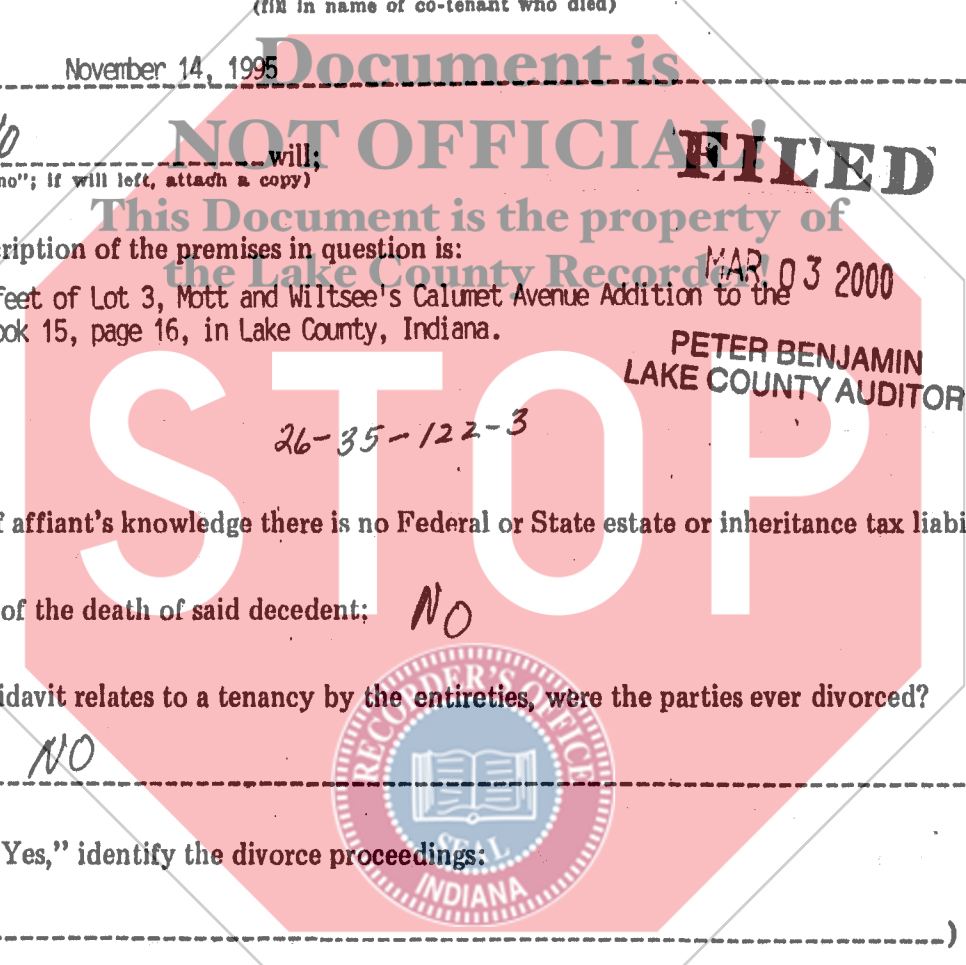 (fill in name of co-tenant who died)
November 14, 1995
Document is
NOT OFFICIAL!
No
will;
no"; if will left, attach a copy)
FILED
This Document is the property of
the Lake County Recorder!
cription of the premises in question is:
MAR 03 2000
feet of Lot 3, Mott and Wiltsee's Calumet Avenue Addition to the
ook 15, page 16, in Lake County, Indiana.
PETER BENJAMIN
LAKE COUNTY AUDITOR
STOP
26-35-122-3
f affiant's knowledge there is no Federal or State estate or inheritance tax liabi
of the death of said decedent: NO
idavit relates to a tenancy by the entireties, were the parties ever divorced?
NO
Yes," identify the divorce proceedings:
RECORDER'S OFFICE
SEAL
INDIANA
)